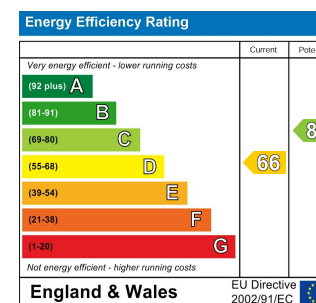 Energy Efficiency Rating
Current
Very energy efficient - lower running costs
(92 plus) A
(81-91) B
(69-80) C
(55-68) D
66
(39-54) E
(21-38) F
(1-20) G
Not energy efficient - higher running costs
England & Wales
EU Directive
2002/91/EC